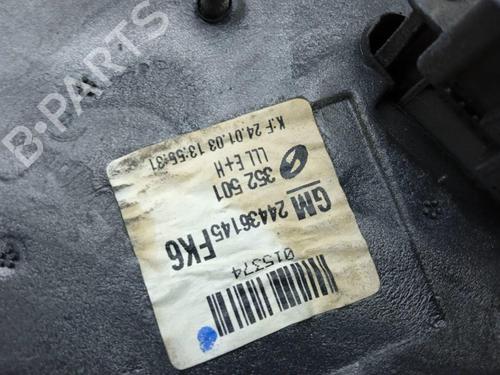 B-PARTS
K-F 24.01.03 13:56:31
LLL E+H
352 501
GM 24436145 FK6
015374